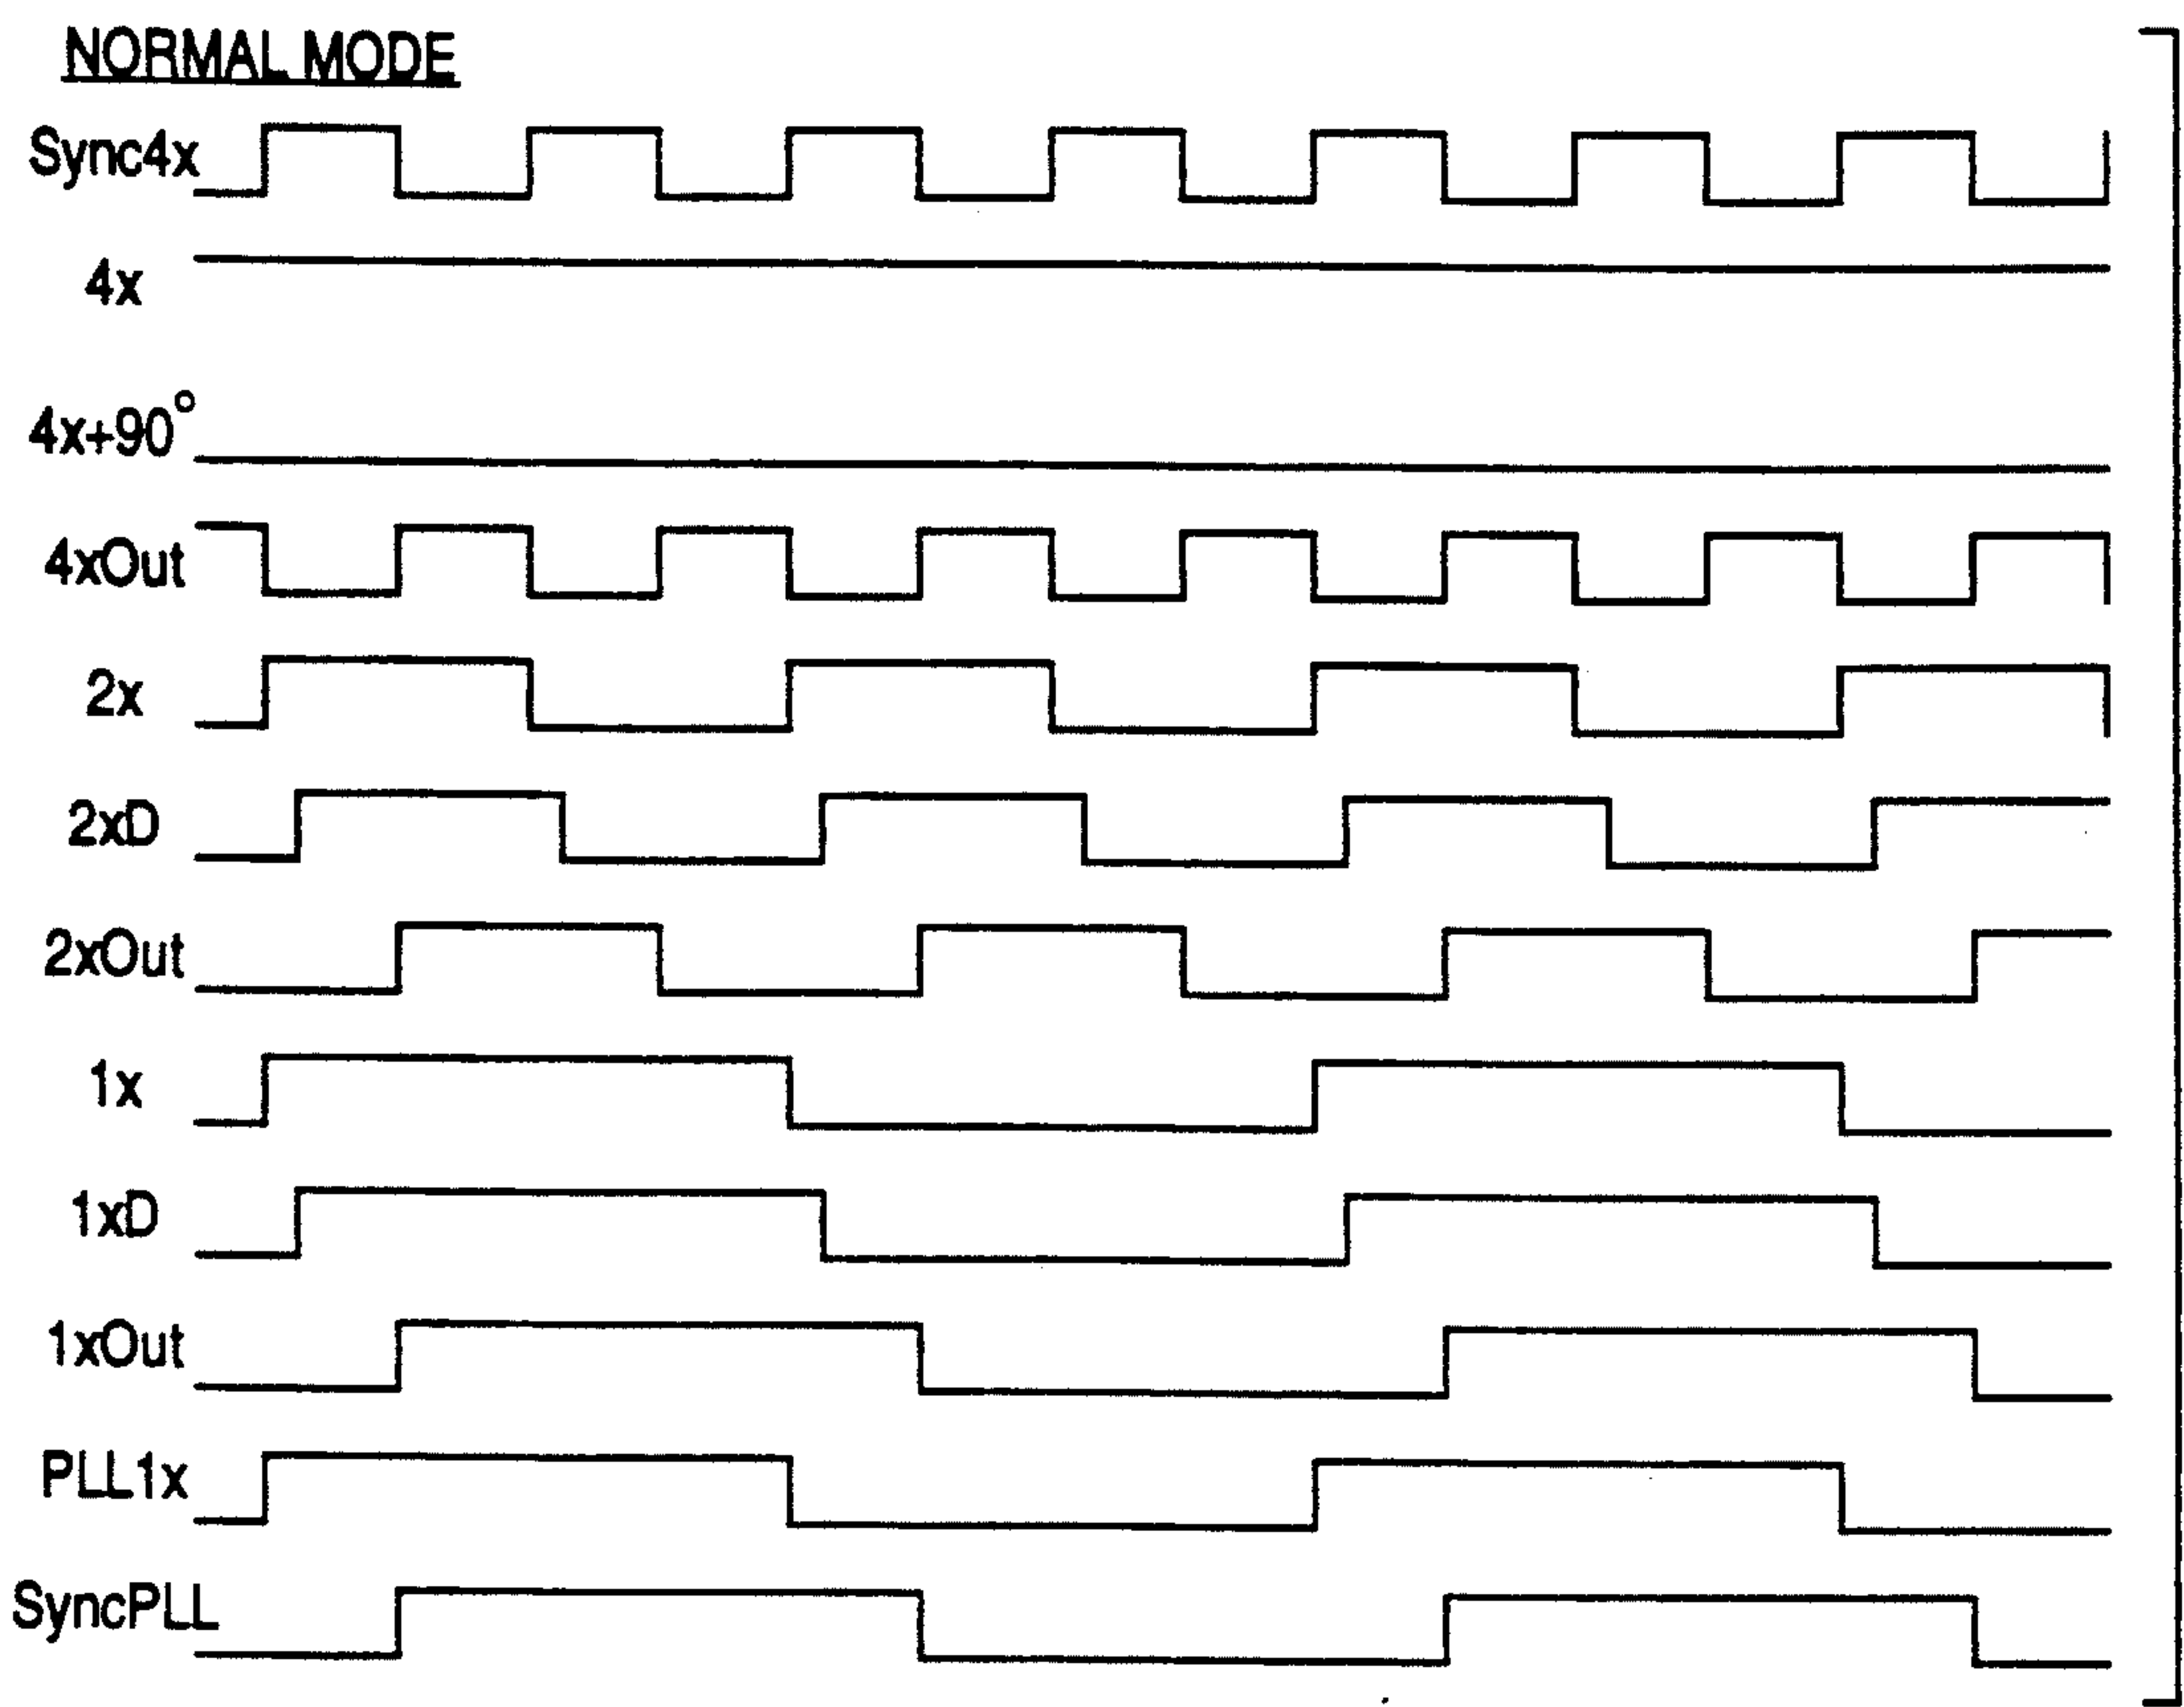 NORMAL MODE
Sync4x
4x
4x+90°
4xOut
2x
2xD
2xOut
1x
1xD
1xOut
PLL1x
SyncPLL